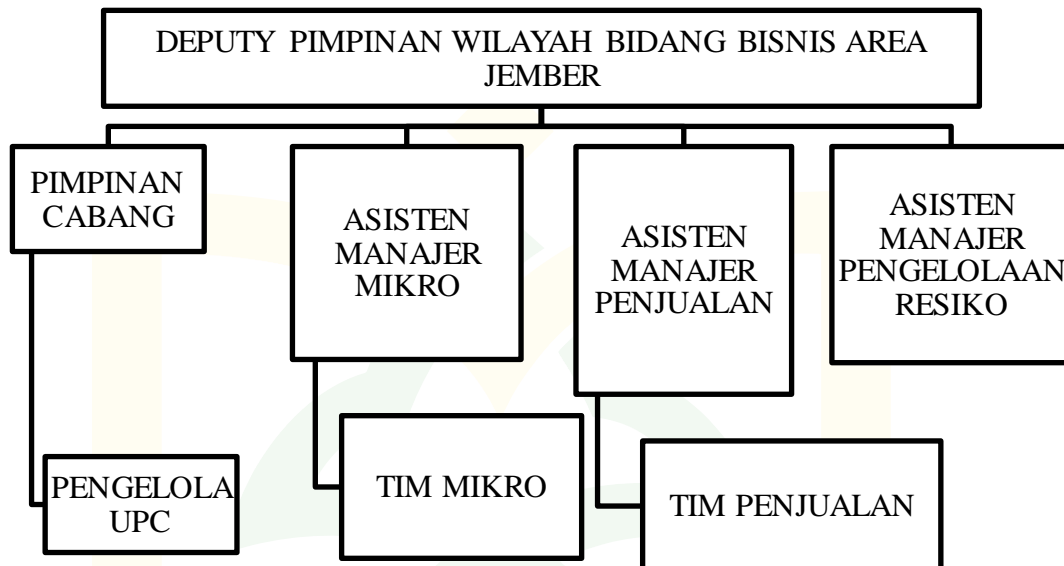 DEPUTY PIMPINAN WILAYAH BIDANG BISNIS AREA
JEMBER
PIMPINAN
CABANG
ASISTEN
MANAJER
MIKRO
ASISTEN
MANAJER
PENJUALAN
ASISTEN
MANAJER
PENGELOLAAN
RESIKO
PENGELOLA
UPC
TIM MIKRO
TIM PENJUALAN